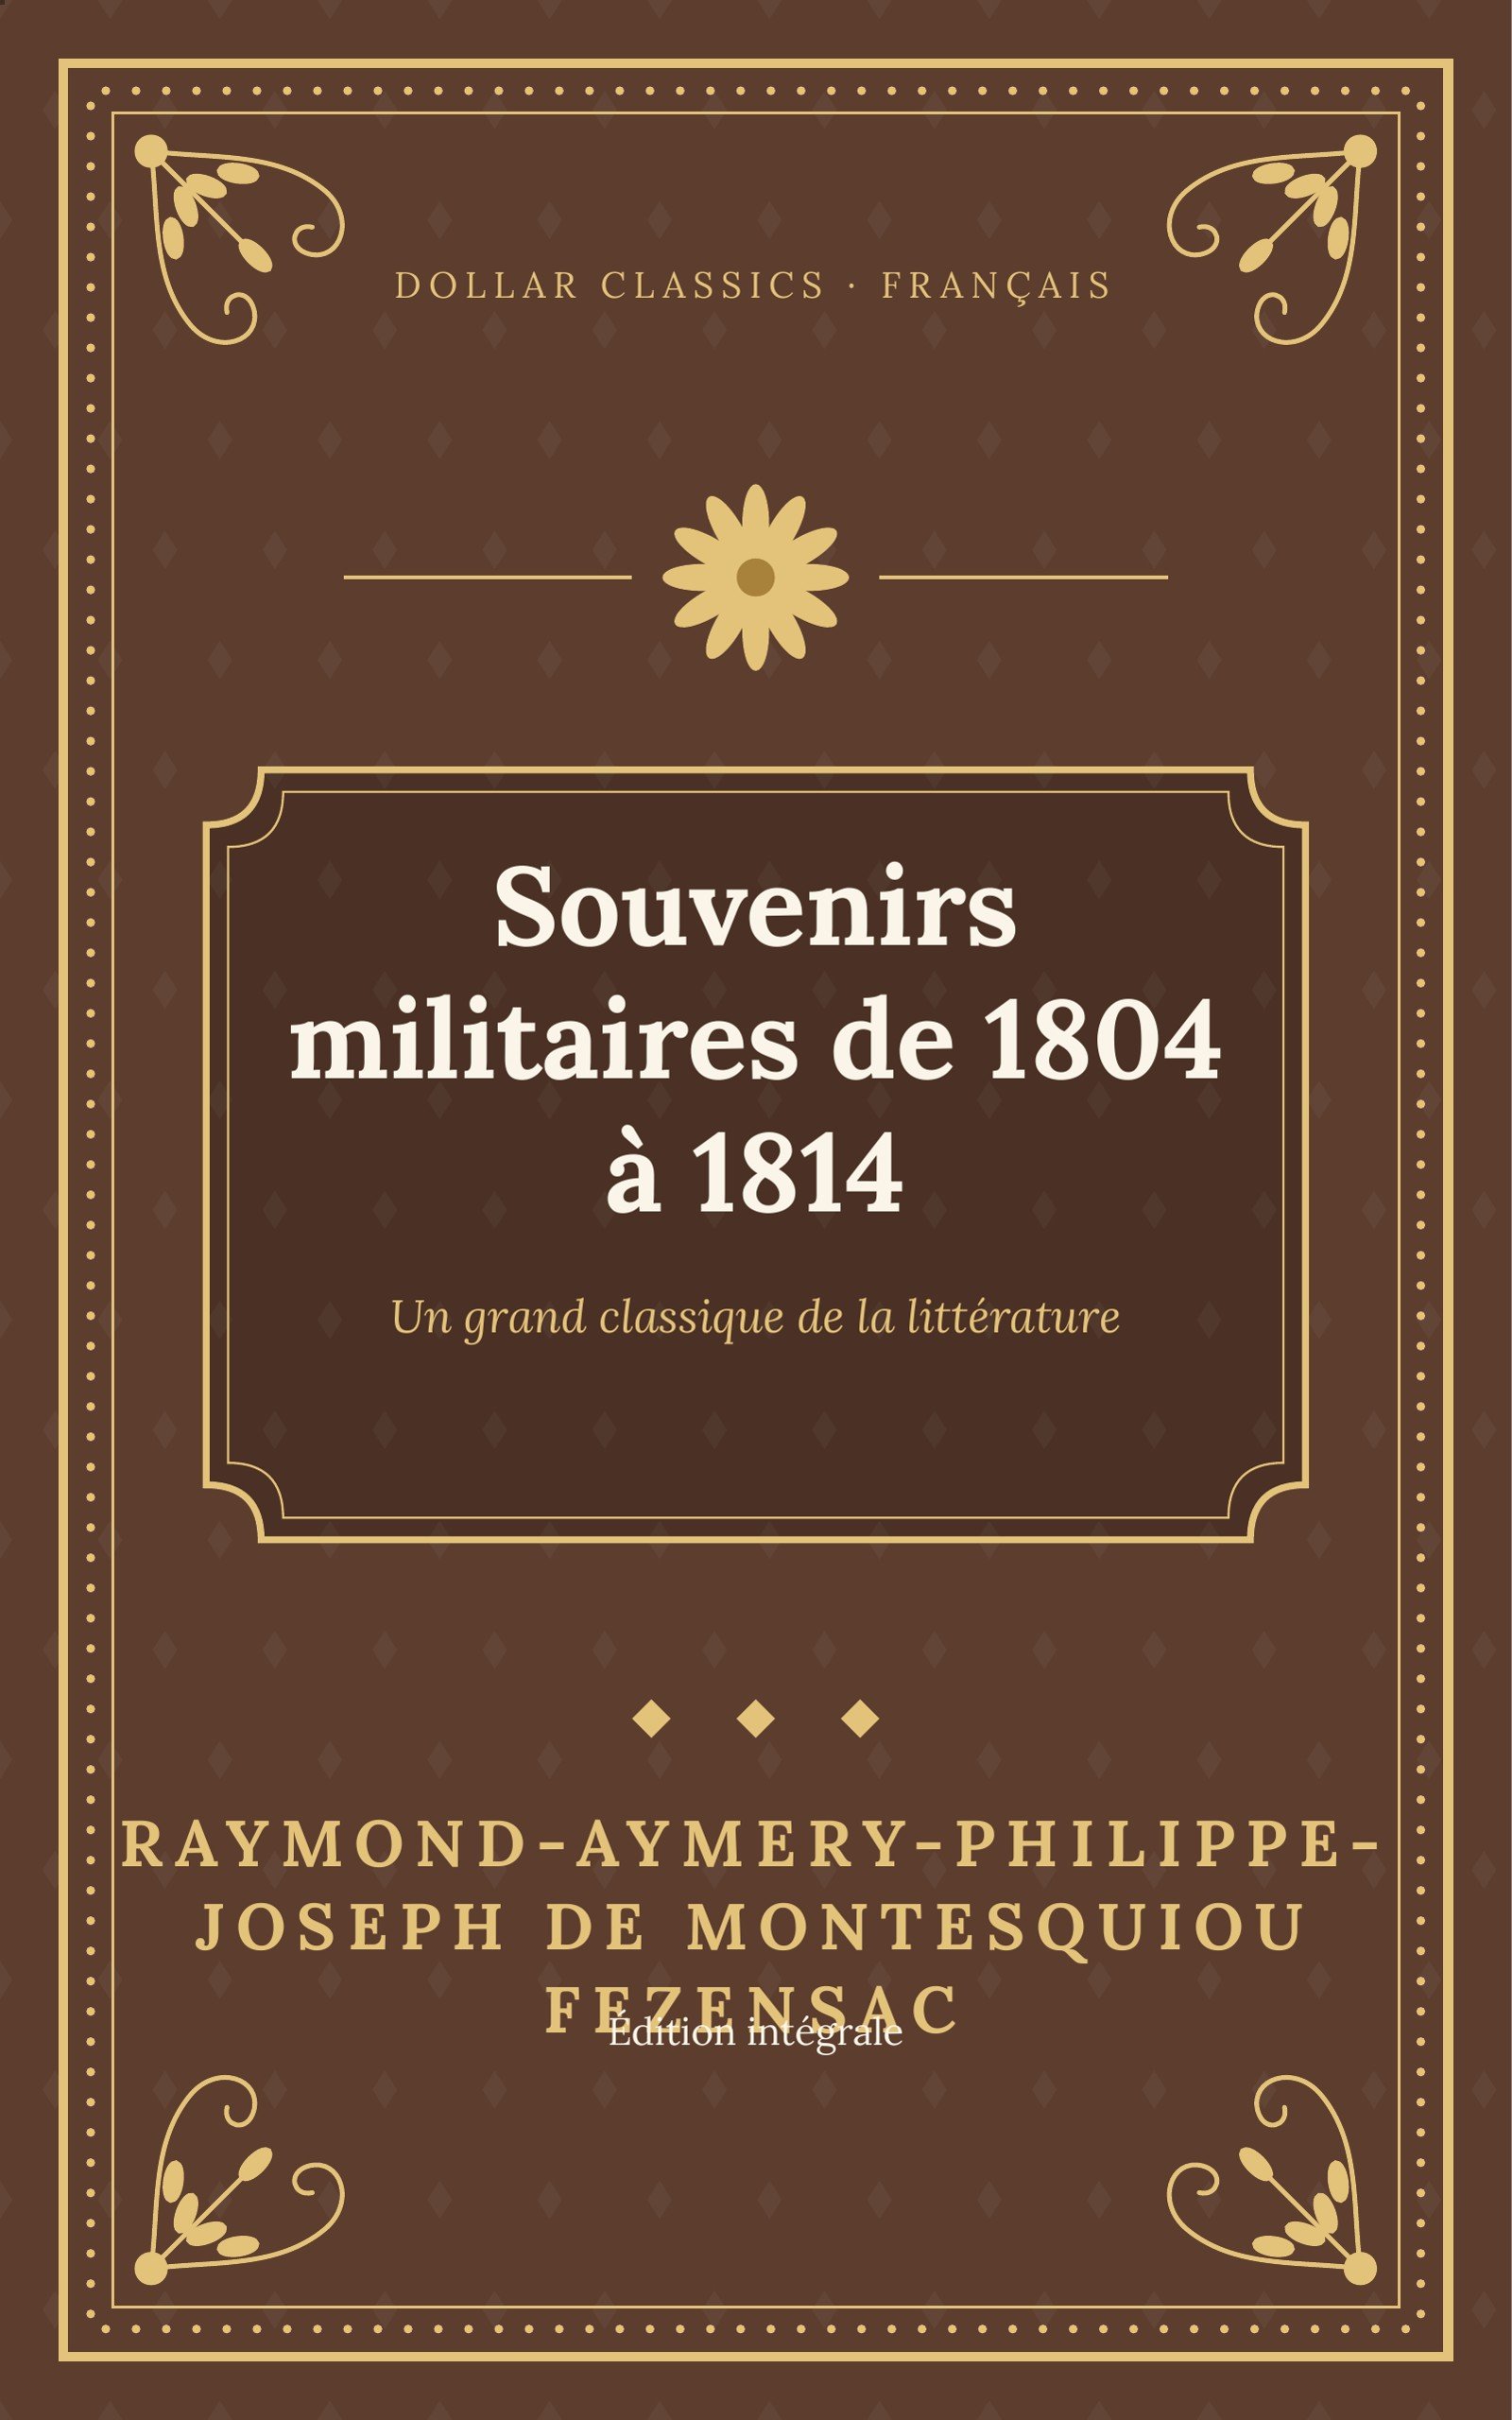 DOLLAR CLASSICS · FRANÇAIS
Souvenirs
militaires de 1804
à 1814
Un grand classique de la littérature
RAYMOND-AYMERY-PHILIPPE-
JOSEPH DE MONTESQUIOU
FEZENSAC
Édition intégrale